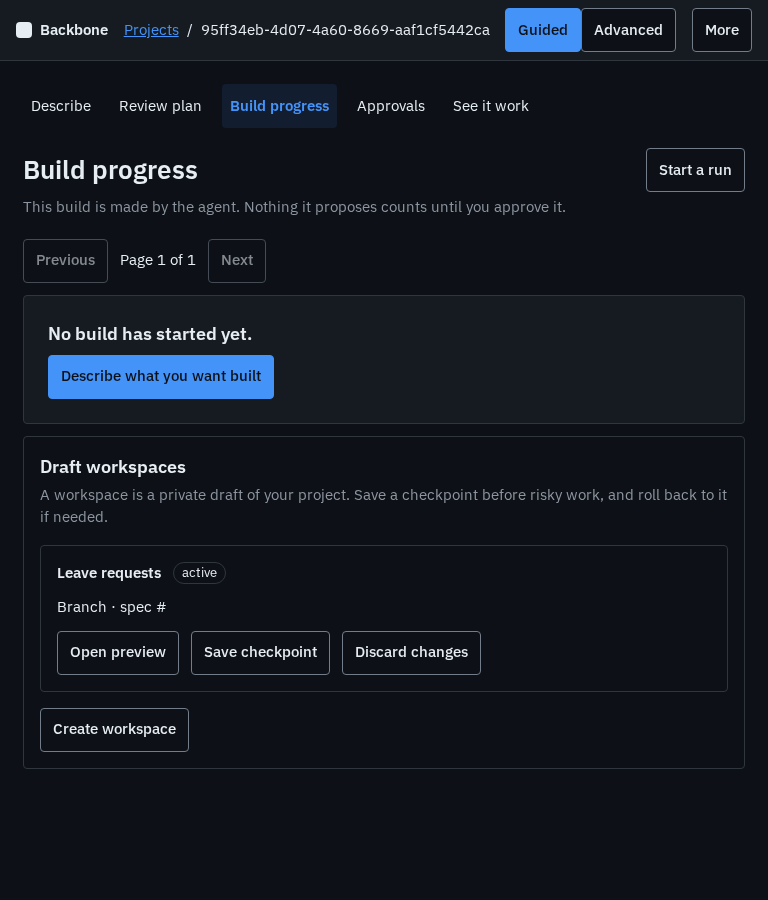 Backbone Projects / 95ff34eb-4d07-4a60-8669-aaf1cf5442ca Guided Advanced More
Describe Review plan Build progress Approvals See it work
Build progress Start a run
This build is made by the agent. Nothing it proposes counts until you approve it.
Previous Page 1 of 1 Next
No build has started yet.
Describe what you want built
Draft workspaces
A workspace is a private draft of your project. Save a checkpoint before risky work, and roll back to it
if needed.
Leave requests active
Branch · spec #
Open preview Save checkpoint Discard changes
Create workspace